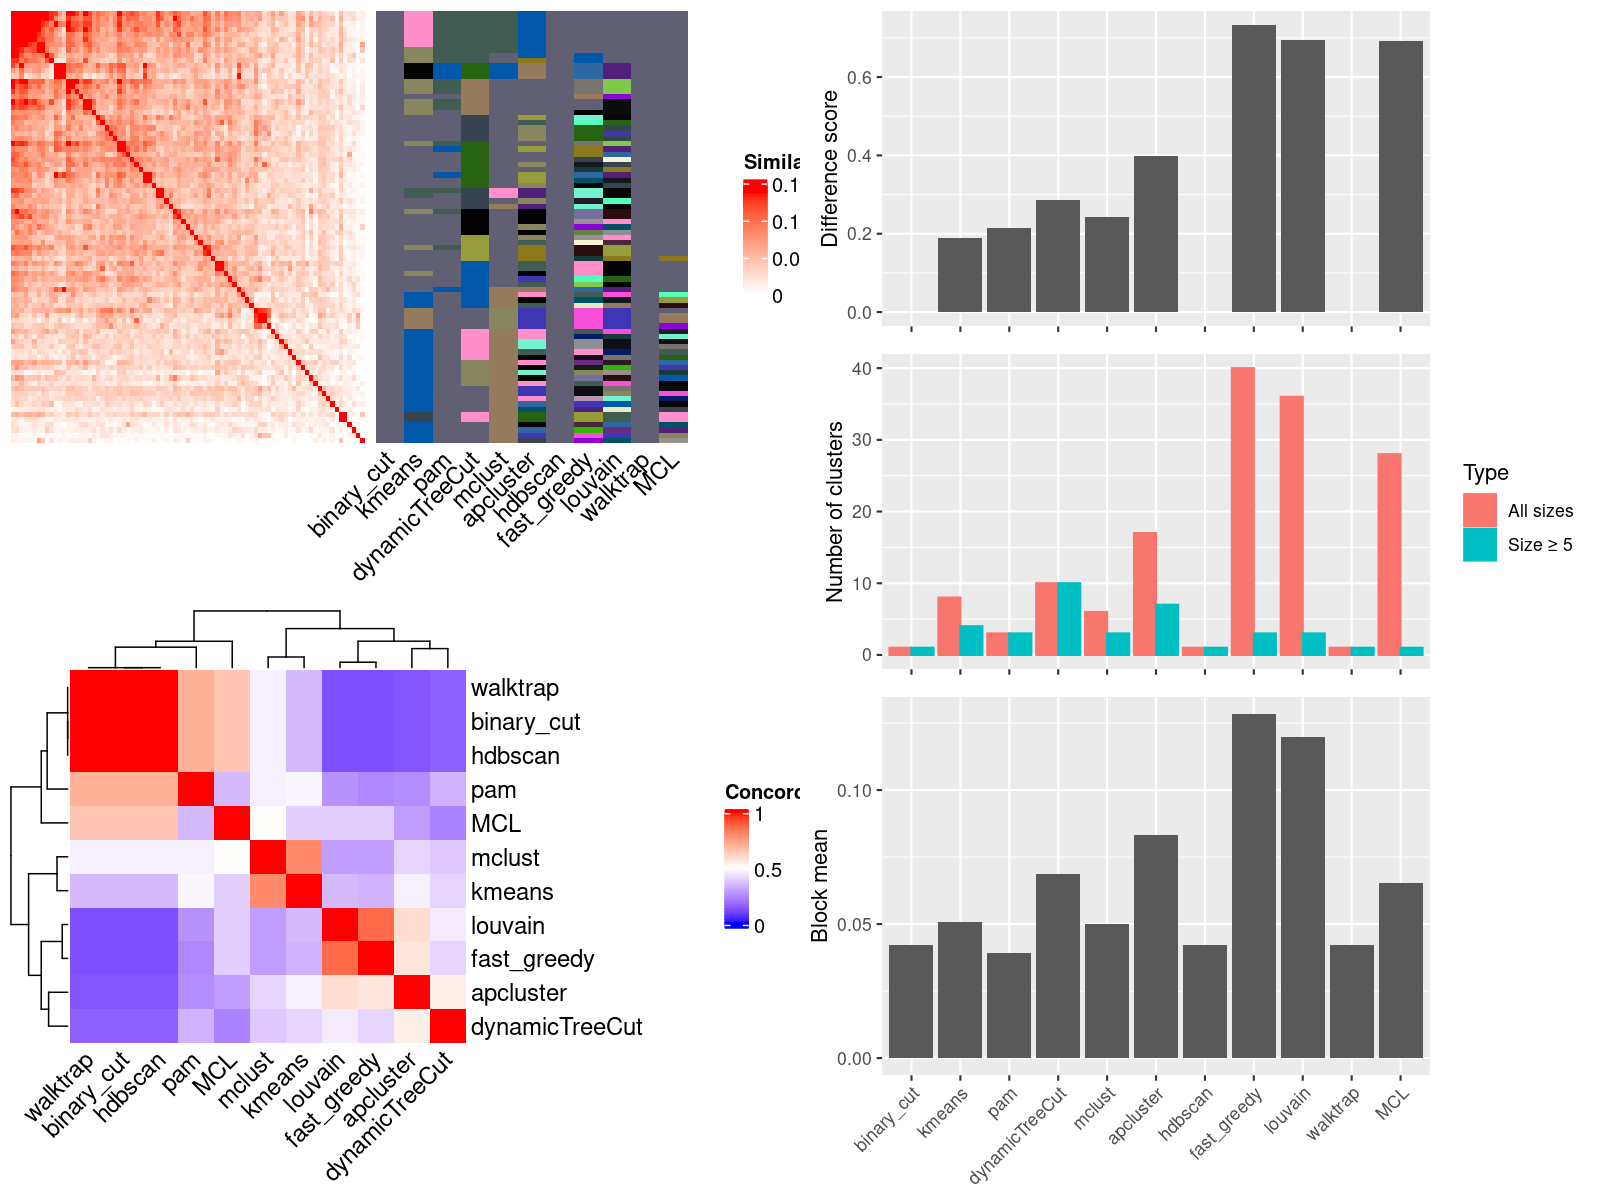 Simila
0.1
0.1
0.0
0
binary_cut
kmeans
pam
dynamicTreeCut
mclust
apcluster
hdbscan
fast_greedy
louvain
walktrap
MCL
walktrap
binary_cut
hdbscan
pam
MCL
mclust
kmeans
louvain
fast_greedy
apcluster
dynamicTreeCut
walktrap
binary_cut
hdbscan
pam
MCL
mclust
kmeans
louvain
fast_greedy
apcluster
dynamicTreeCut
Concord
1
0.5
0
Difference score
0.6
0.4
0.2
0.0
Number of clusters
40
30
20
10
0
Type
All sizes
Size ≥ 5
Block mean
0.10
0.05
0.00
binary_cut
kmeans
pam
dynamicTreeCut
mclust
apcluster
hdbscan
fast_greedy
louvain
walktrap
MCL